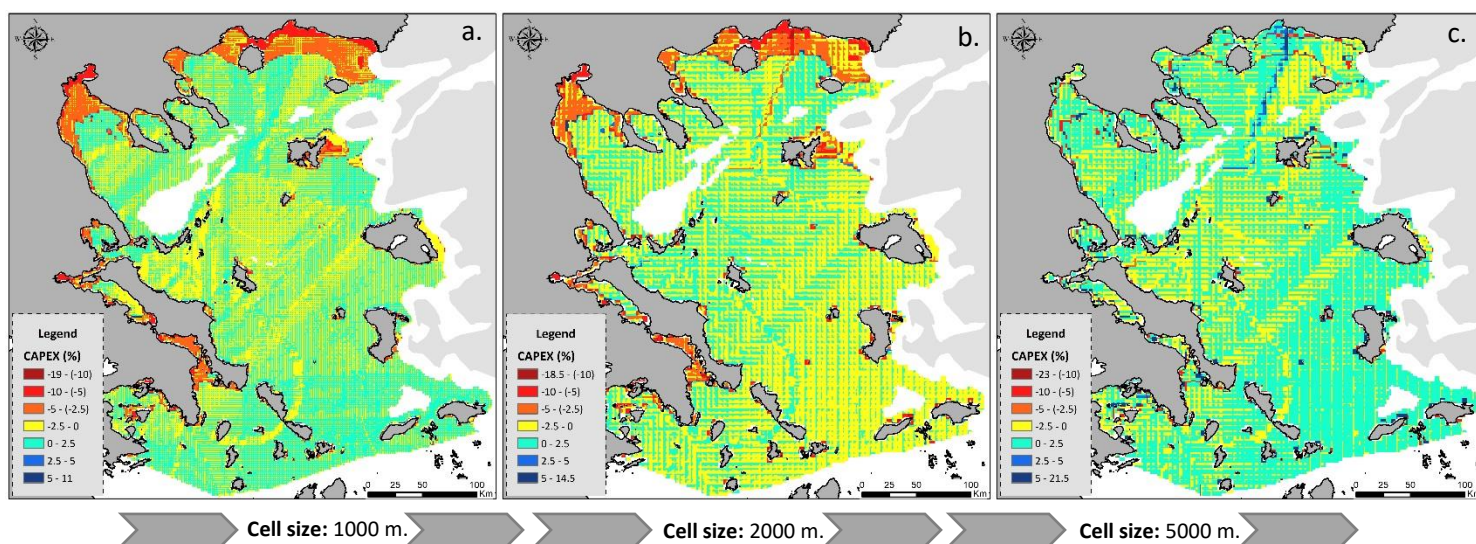 a.
N
S
Legend
CAPEX (%)
-19 - (-10)
-10 - (-5)
-5 - (-2.5)
-2.5 - 0
0 - 2.5
2.5 - 5
5 - 11
0 25 50 100
Km
b.
N
S
Legend
CAPEX (%)
-18.5 - (-10)
-10 - (-5)
-5 - (-2.5)
-2.5 - 0
0 - 2.5
2.5 - 5
5 - 14.5
0 25 50 100
Km
c.
N
S
Legend
CAPEX (%)
-23 - (-10)
-10 - (-5)
-5 - (-2.5)
-2.5 - 0
0 - 2.5
2.5 - 5
5 - 21.5
0 25 50 100
Km
Cell size: 1000 m.
Cell size: 2000 m.
Cell size: 5000 m.